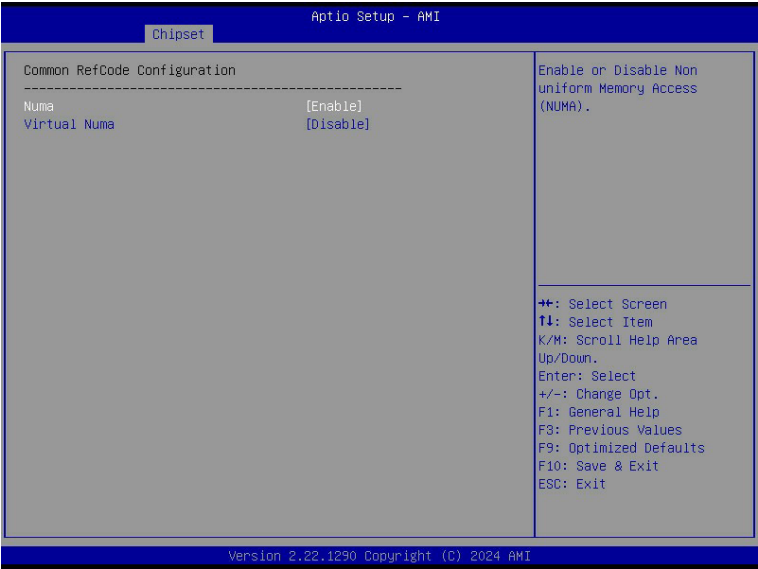 Aptio Setup - AMI
Chipset
Common RefCode Configuration
--------------------------------------------------
Numa [Enable]
Virtual Numa [Disable]
Enable or Disable Non
uniform Memory Access
(NUMA).
→←: Select Screen
↑↓: Select Item
K/M: Scroll Help Area
Up/Down.
Enter: Select
+/-: Change Opt.
F1: General Help
F3: Previous Values
F9: Optimized Defaults
F10: Save & Exit
ESC: Exit
Version 2.22.1290 Copyright (C) 2024 AMI